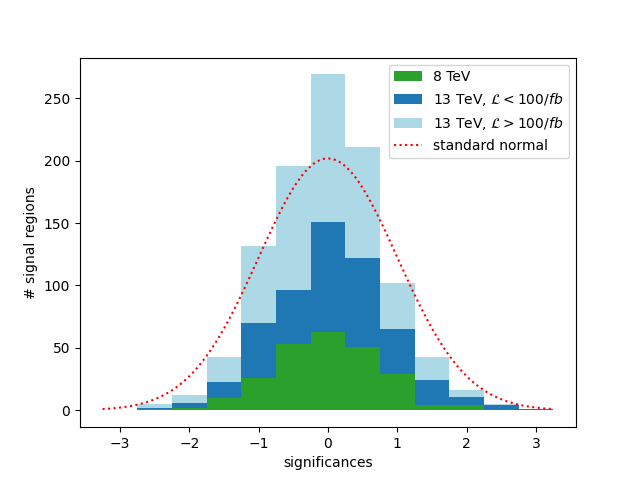 8 TeV
13 TeV, ℒ < 100/fb
13 TeV, ℒ > 100/fb
standard normal
# signal regions
250
200
150
100
50
0
−3 −2 −1 0 1 2 3
significances